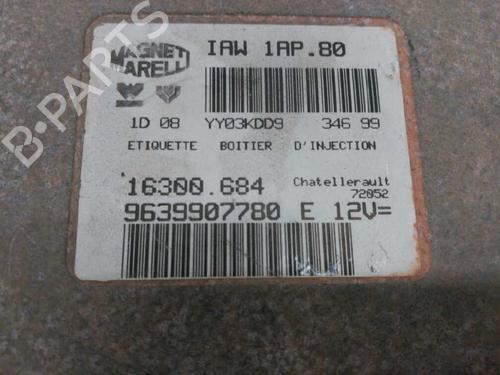 MAGNETI
MARELLI
IAW 1AP.80
1D 08 YY03KDD9 346 99
ETIQUETTE BOITIER D'INJECTION
16300.684 Chatellerault
72052
9639907780 E 12V=
B-PARTS